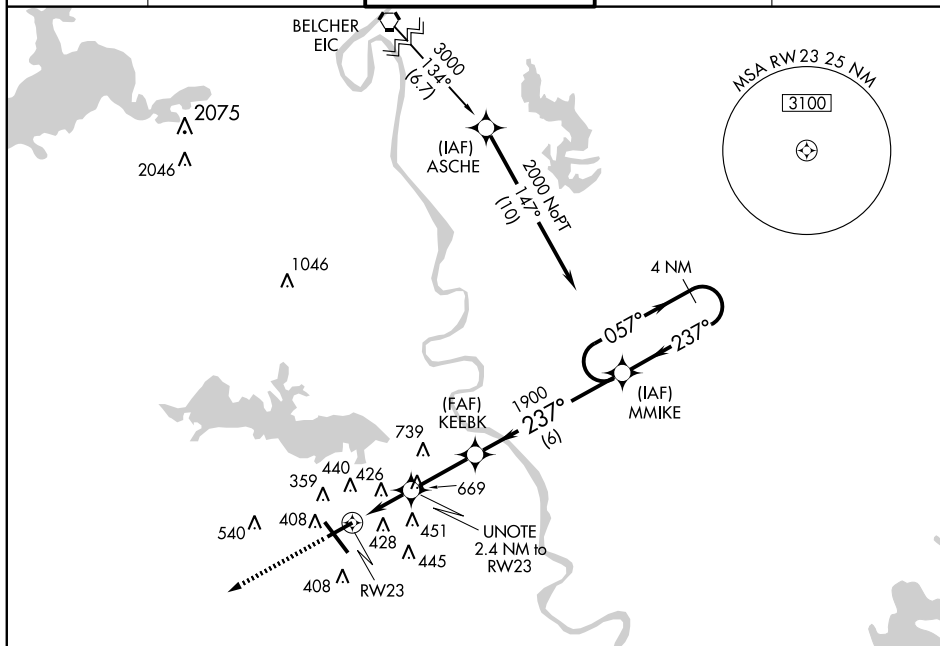 BELCHER
EIC
3000
134°
(6.7)
MSA RW23 25 NM
3100
2075
2046
(IAF)
ASCHE
2000 NoPT
147°
(10)
1046
4 NM
057°
237°
(IAF)
MMIKE
1900
237°
(6)
(FAF)
KEEBK
739
440
426
359
669
540
408
428
451
445
UNOTE
2.4 NM to
RW23
408
RW23